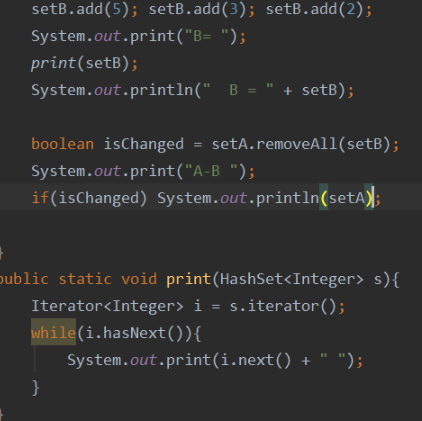 setB.add(5); setB.add(3); setB.add(2);
System.out.print("B= ");
print(setB);
System.out.println("  B = " + setB);
boolean isChanged = setA.removeAll(setB);
System.out.print("A-B ");
if(isChanged) System.out.println(setA);
}
public static void print(HashSet<Integer> s){
Iterator<Integer> i = s.iterator();
while(i.hasNext()){
System.out.print(i.next() + " ");
}
}